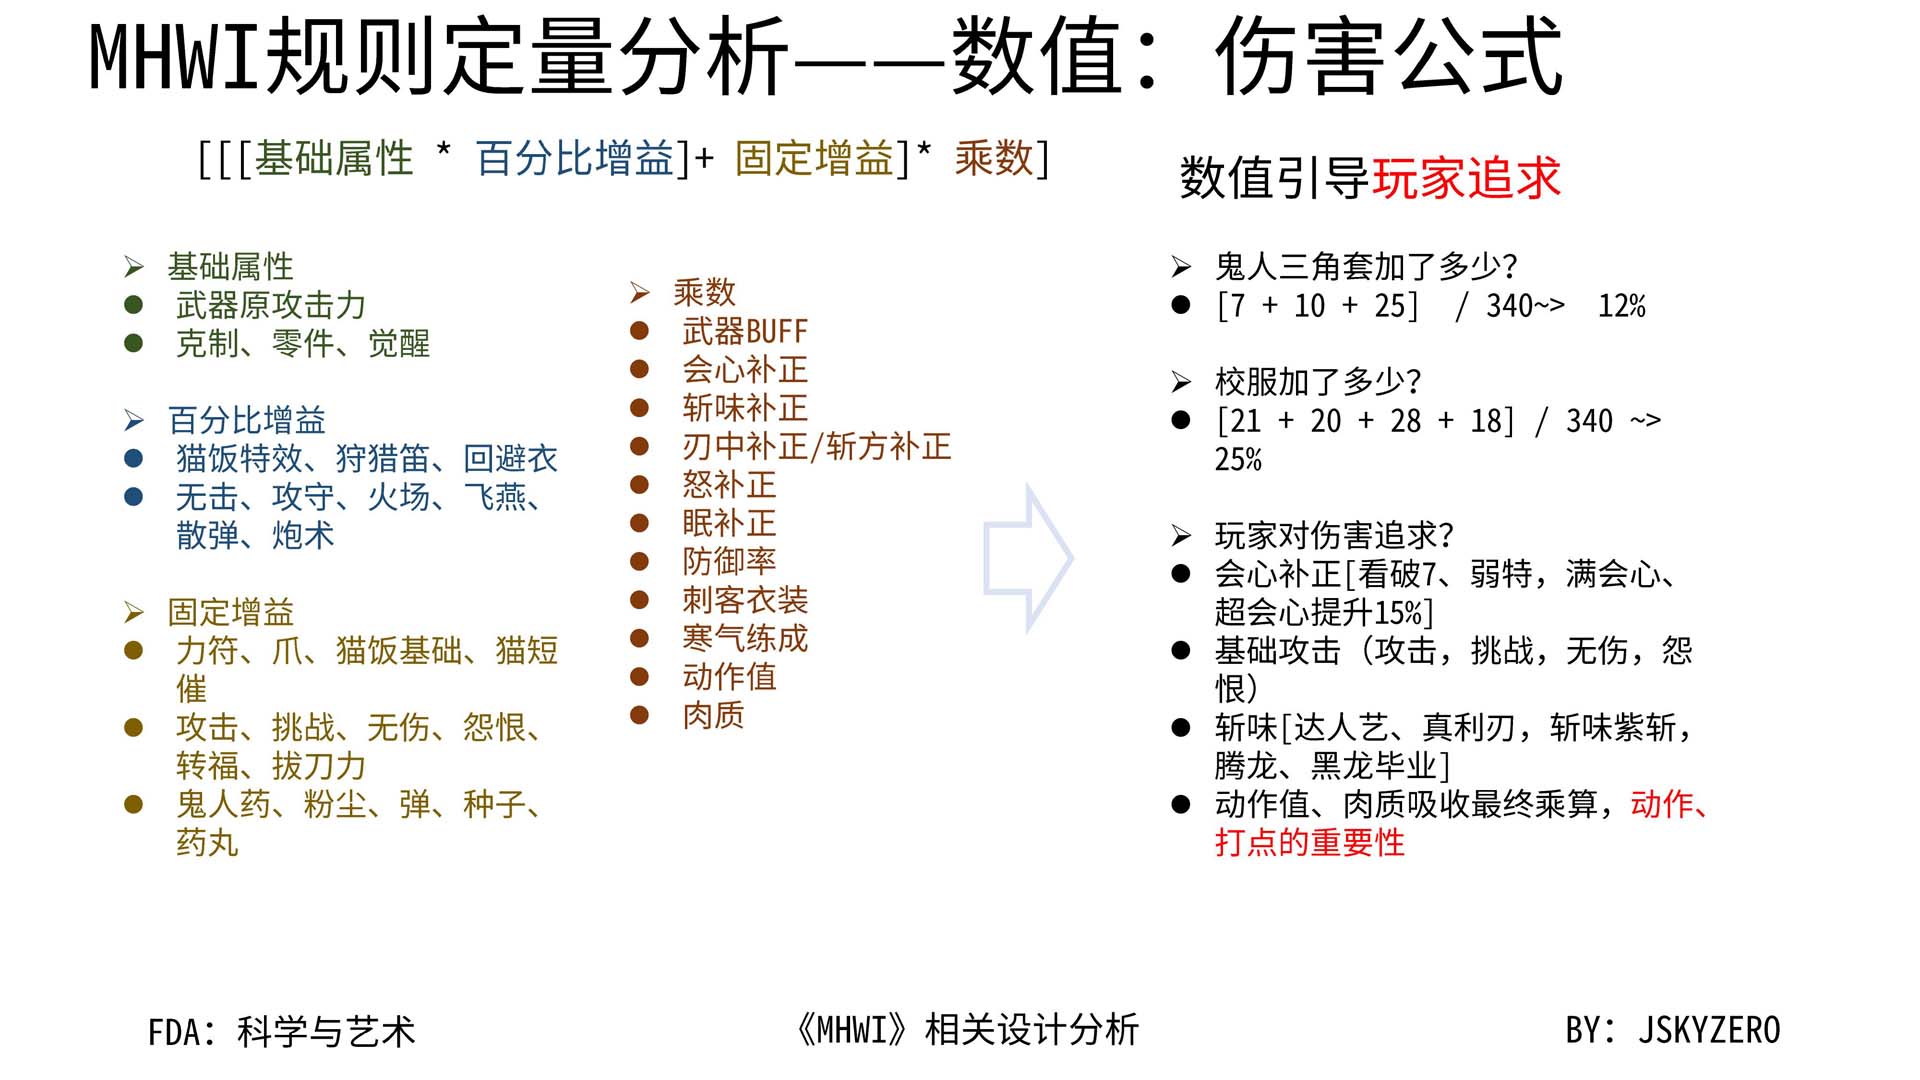 MHWI规则定量分析——数值：伤害公式
[[[基础属性 * 百分比增益]+ 固定增益]* 乘数]
➢ 基础属性
● 武器原攻击力
● 克制、零件、觉醒
➢ 百分比增益
● 猫饭特效、狩猎笛、回避衣
● 无击、攻守、火场、飞燕、
散弹、炮术
➢ 固定增益
● 力符、爪、猫饭基础、猫短
催
● 攻击、挑战、无伤、怨恨、
转福、拔刀力
● 鬼人药、粉尘、弹、种子、
药丸
➢ 乘数
● 武器BUFF
● 会心补正
● 斩味补正
● 刃中补正/斩方补正
● 怒补正
● 眠补正
● 防御率
● 刺客衣装
● 寒气练成
● 动作值
● 肉质
数值引导玩家追求
➢ 鬼人三角套加了多少？
● [7 + 10 + 25] / 340~> 12%
➢ 校服加了多少？
● [21 + 20 + 28 + 18] / 340 ~>
25%
➢ 玩家对伤害追求？
● 会心补正[看破7、弱特，满会心、
超会心提升15%]
● 基础攻击（攻击，挑战，无伤，怨
恨）
● 斩味[达人艺、真利刃，斩味紫斩，
腾龙、黑龙毕业]
● 动作值、肉质吸收最终乘算，动作、
打点的重要性
FDA：科学与艺术
《MHWI》相关设计分析
BY：JSKYZERO